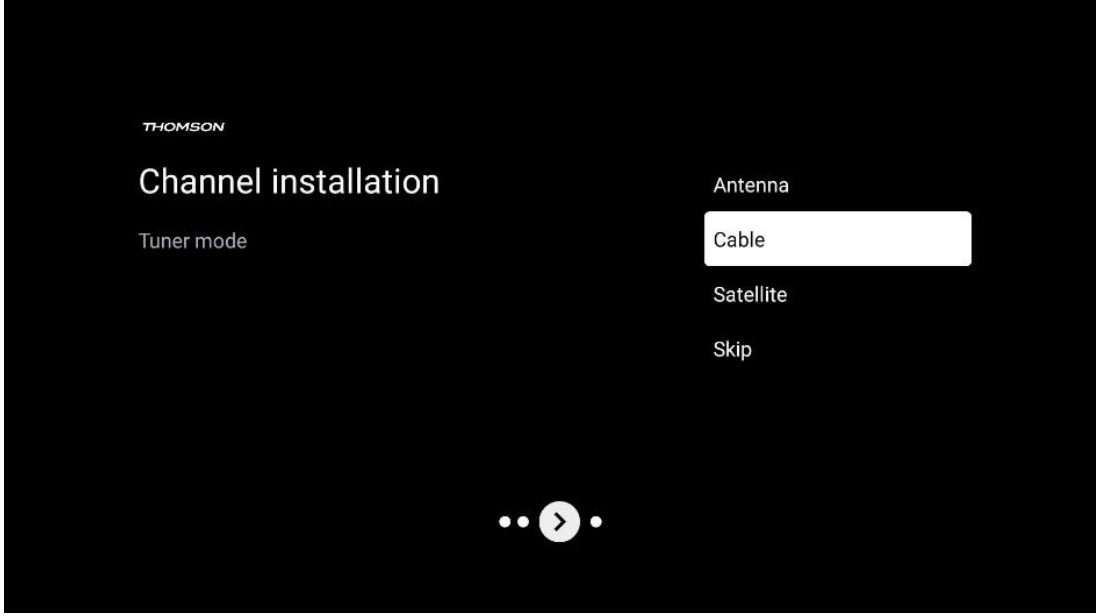 THOMSON
Channel installation
Tuner mode
Antenna
Cable
Satellite
Skip